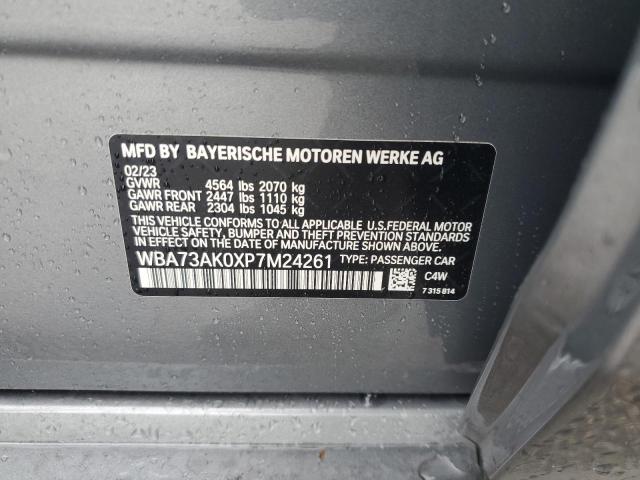 MFD BY BAYERISCHE MOTOREN WERKE AG
02/23
GVWR 4564 lbs 2070 kg
GAWR FRONT 2447 lbs 1110 kg
GAWR REAR 2304 lbs 1045 kg
THIS VEHICLE CONFORMS TO ALL APPLICABLE U.S.FEDERAL MOTOR
VEHICLE SAFETY, BUMPER AND THEFT PREVENTION STANDARDS IN
EFFECT ON THE DATE OF MANUFACTURE SHOWN ABOVE.
WBA73AK0XP7M24261 TYPE: PASSENGER CAR
C4W
7 315 814